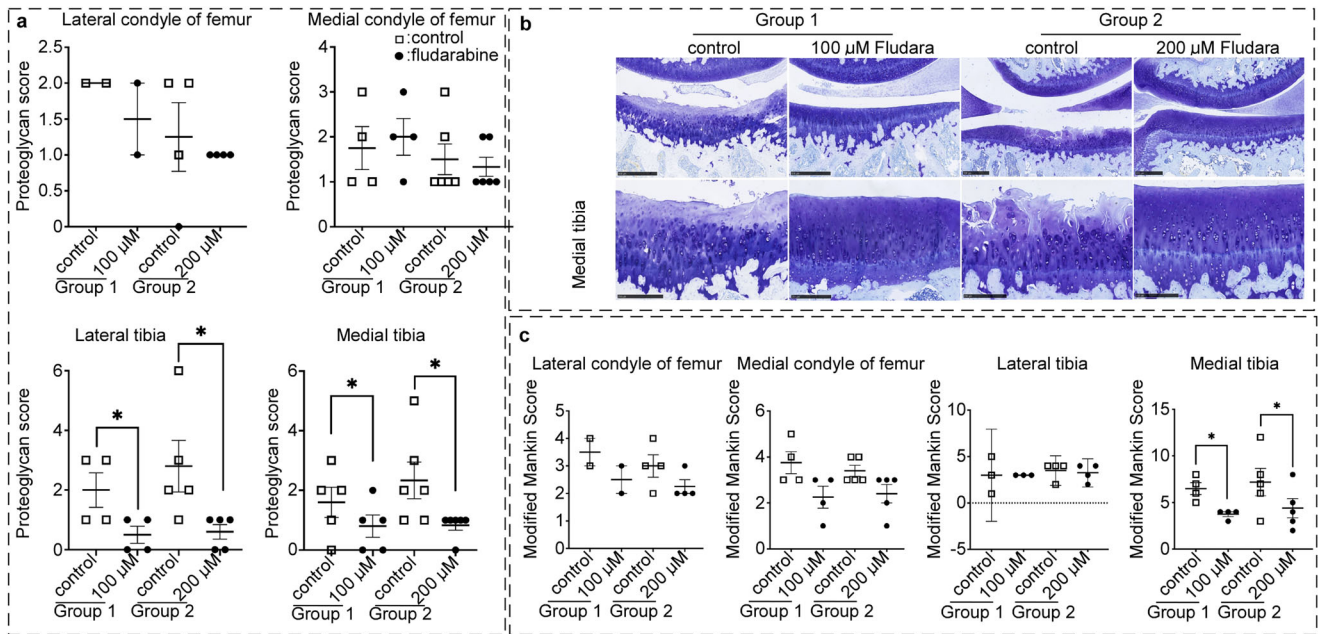 a
Lateral condyle of femur
Proteoglycan score
2.5
2.0
1.5
1.0
0.5
0.0
control
100 µM
control
200 µM
Group 1
Group 2
Medial condyle of femur
□:control
●:fludarabine
Proteoglycan score
4
3
2
1
0
control
100 µM
control
200 µM
Group 1
Group 2
Lateral tibia
Proteoglycan score
6
4
2
0
*
*
control
100 µM
control
200 µM
Group 1
Group 2
Medial tibia
Proteoglycan score
6
4
2
0
*
*
control
100 µM
control
200 µM
Group 1
Group 2
b
Group 1
Group 2
control
100 µM Fludara
control
200 µM Fludara
Medial tibia
c
Lateral condyle of femur
Modified Mankin Score
5
4
3
2
1
0
control
100 µM
control
200 µM
Group 1
Group 2
Medial condyle of femur
Modified Mankin Score
6
4
2
0
control
100 µM
control
200 µM
Group 1
Group 2
Lateral tibia
Modified Mankin Score
10
5
0
-5
control
100 µM
control
200 µM
Group 1
Group 2
Medial tibia
Modified Mankin Score
15
10
5
0
*
*
control
100 µM
control
200 µM
Group 1
Group 2